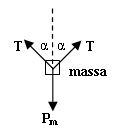 T α α T
massa
Pm